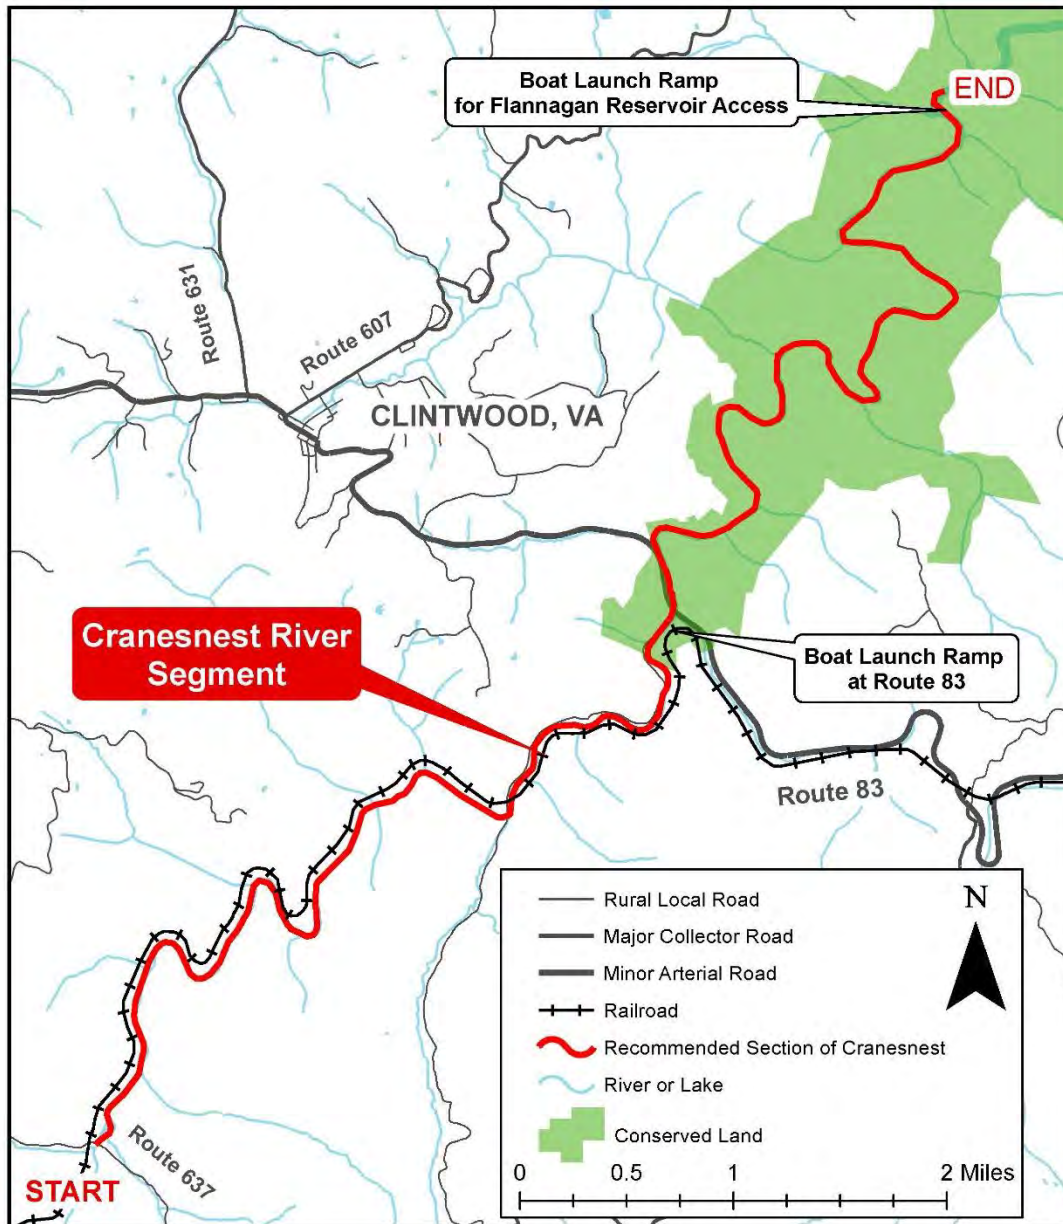 Boat Launch Ramp
for Flannagan Reservoir Access
END
Route 631
Route 607
CLINTWOOD, VA
Cranesnest River
Segment
Boat Launch Ramp
at Route 83
Route 83
Route 637
START
Rural Local Road
Major Collector Road
Minor Arterial Road
Railroad
Recommended Section of Cranesnest
River or Lake
Conserved Land
N
0 0.5 1 2 Miles